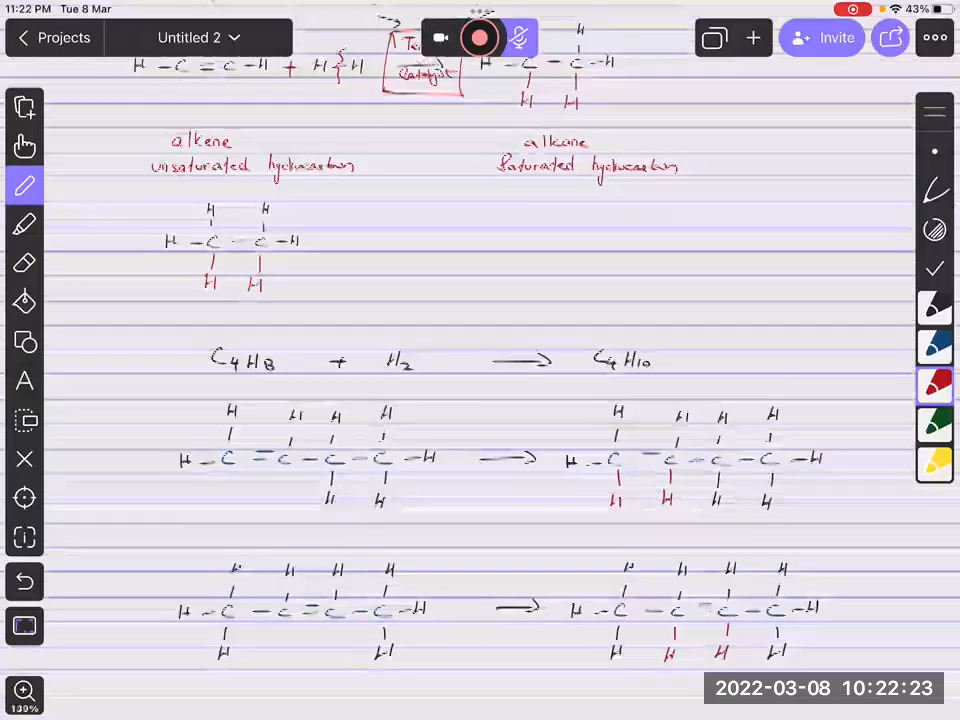 11:22 PM Tue 8 Mar 43%
Projects Untitled 2 Invite
H
H - C = C - H + H H Catalyst H - C - C - H
H H
alkene alkane
unsaturated hydrocarbon Saturated hydrocarbon
H H
H - C - C - H
H H
C4H8 + H2 → C4H10
H H H H H H H H
H - C = C - C - C - H → H - C - C - C - C - H
H H H H H H
H H H H H H H H
H - C - C = C - C - H → H - C - C - C - C - H
H H H H H H
A
2022-03-08 10:22:23